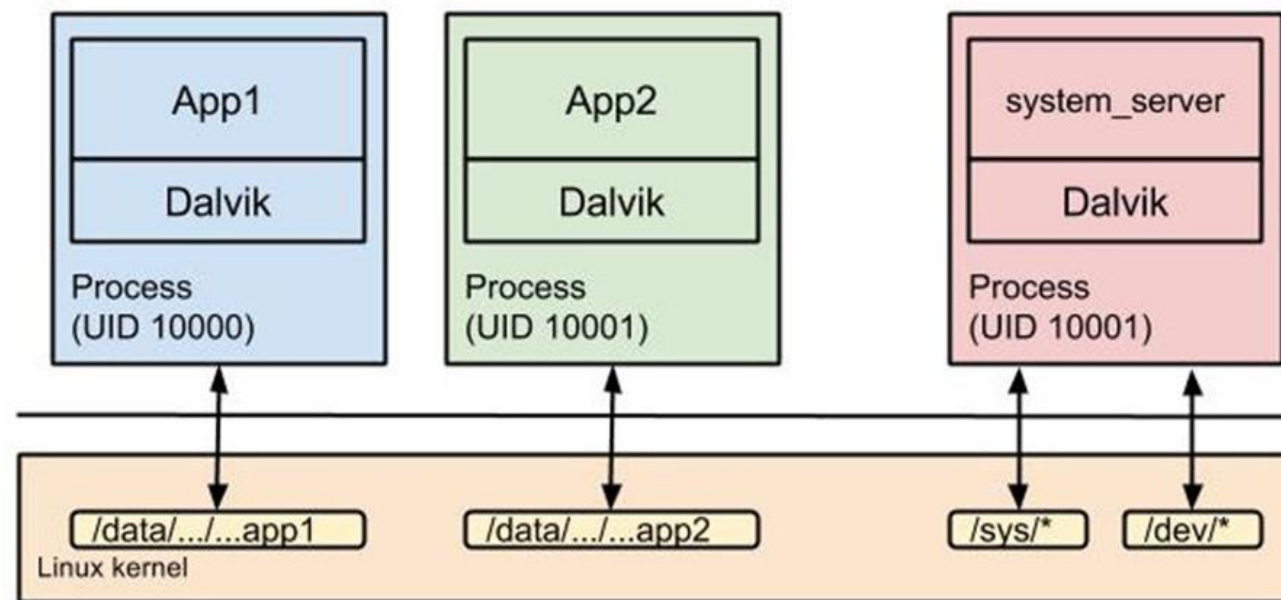 App1
Dalvik
Process
(UID 10000)
App2
Dalvik
Process
(UID 10001)
system_server
Dalvik
Process
(UID 10001)
/data/.../...app1
/data/.../...app2
/sys/*
/dev/*
Linux kernel